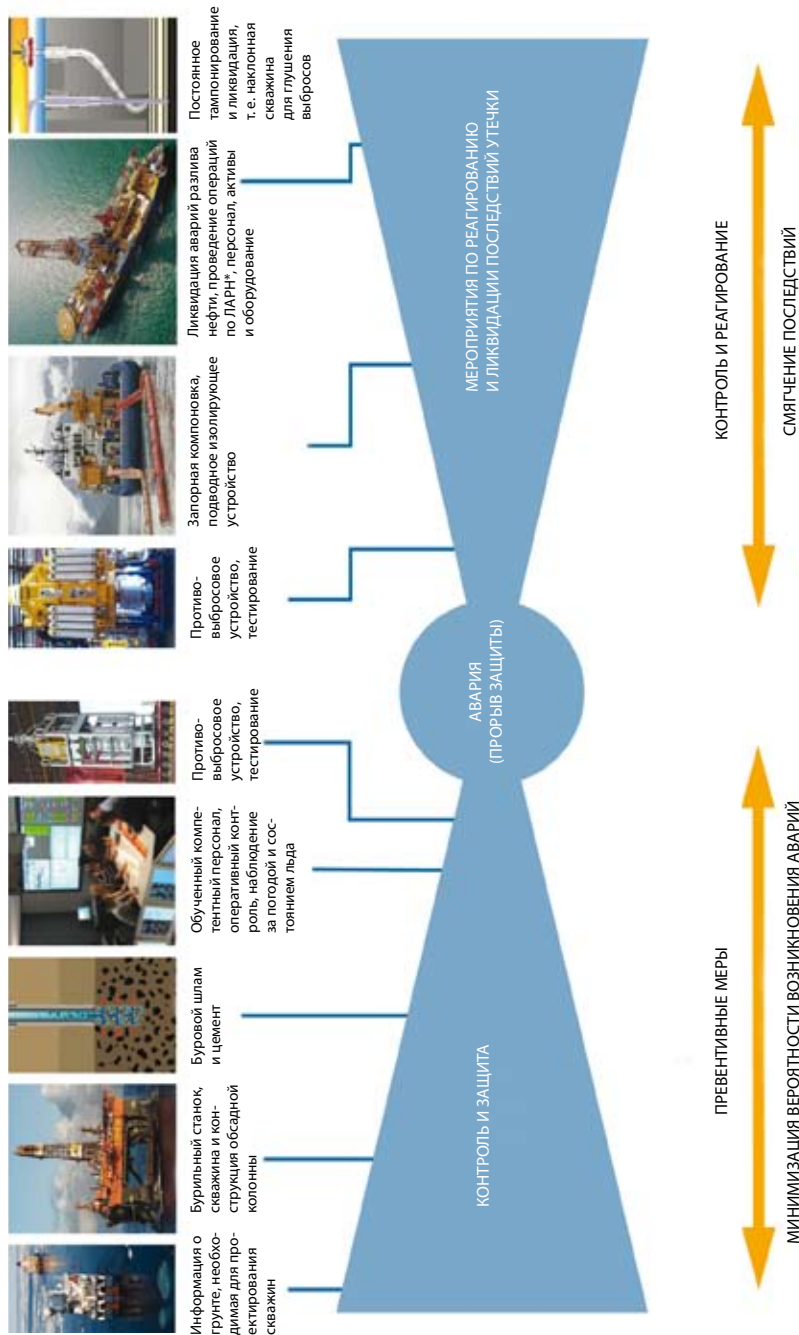 Информация о
грунте, необхо-
димая для про-
ектирования
скважин
Бурильный станок,
скважина и кон-
струкция обсадной
колонны
Буровой шлам
и цемент
Обученный компе-
тентный персонал,
оперативный конт-
роль, наблюдение
за погодой и сос-
тоянием льда
Противо-
выбросовое
устройство,
тестирование
Противо-
выбросовое
устройство,
тестирование
Запорная компоновка,
подводное изолирующее
устройство
Ликвидация аварий разлива
нефти, проведение операций
по ЛАРН*, персонал, активы
и оборудование
Постоянное
тампонирование
и ликвидация,
т. е. наклонная
скважина
для глушения
выбросов
КОНТРОЛЬ И ЗАЩИТА
АВАРИЯ
(ПРОРЫВ ЗАЩИТЫ)
МЕРОПРИЯТИЯ ПО РЕАГИРОВАНИЮ
И ЛИКВИДАЦИИ ПОСЛЕДСТВИЙ УТЕЧКИ
ПРЕВЕНТИВНЫЕ МЕРЫ
КОНТРОЛЬ И РЕАГИРОВАНИЕ
МИНИМИЗАЦИЯ ВЕРОЯТНОСТИ ВОЗНИКНОВЕНИЯ АВАРИЙ
СМЯГЧЕНИЕ ПОСЛЕДСТВИЙ